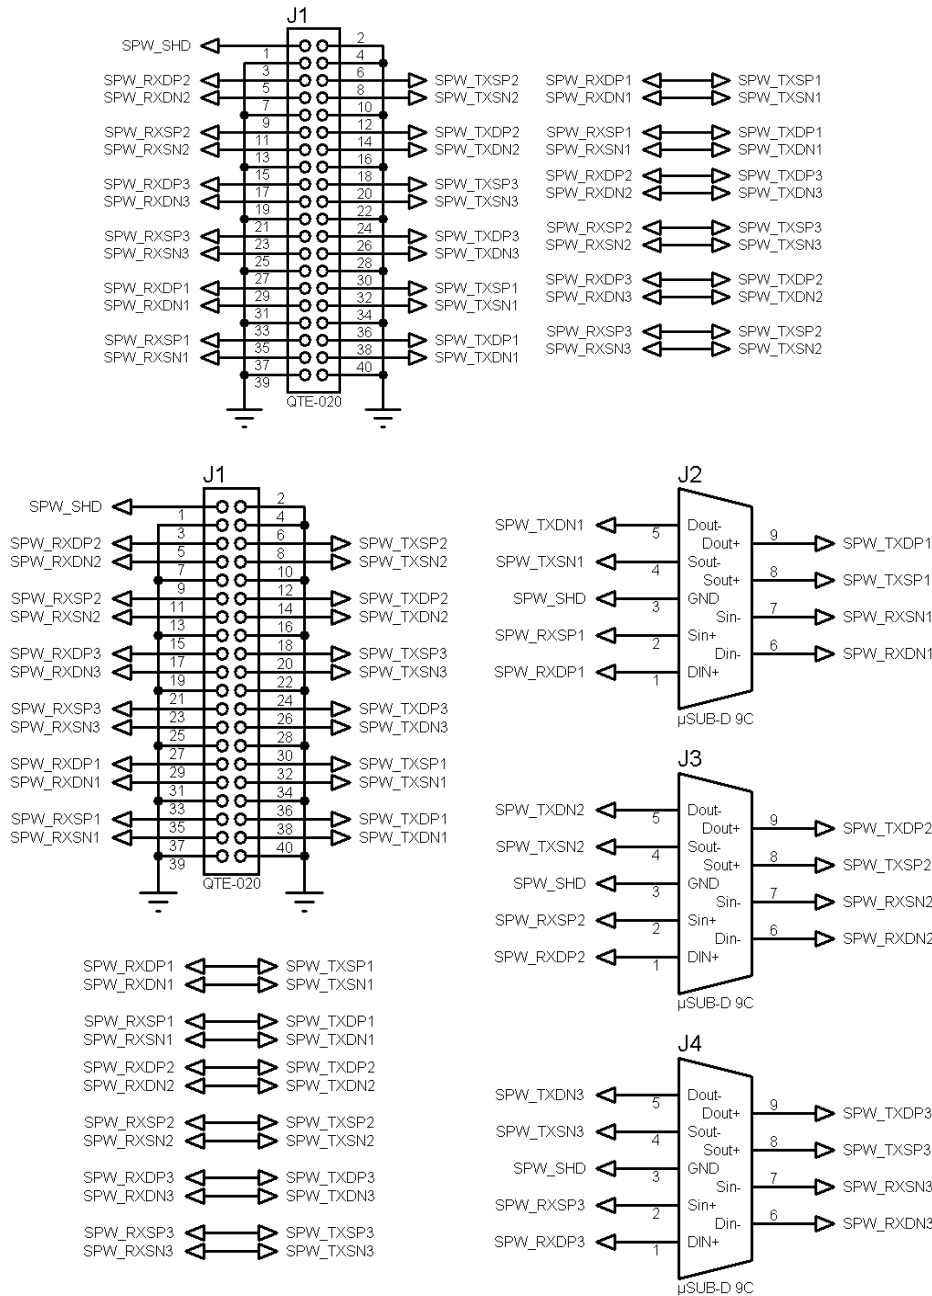 J1
SPW_SHD 1 2
3 4
SPW_RXDP2 5 6 SPW_TXSP2
SPW_RXDN2 7 8 SPW_TXSN2
9 10
SPW_RXSP2 11 12 SPW_TXDP2
SPW_RXSN2 13 14 SPW_TXDN2
15 16
SPW_RXDP3 17 18 SPW_TXSP3
SPW_RXDN3 19 20 SPW_TXSN3
21 22
SPW_RXSP3 23 24 SPW_TXDP3
SPW_RXSN3 25 26 SPW_TXDN3
27 28
SPW_RXDP1 29 30 SPW_TXSP1
SPW_RXDN1 31 32 SPW_TXSN1
33 34
SPW_RXSP1 35 36 SPW_TXDP1
SPW_RXSN1 37 38 SPW_TXDN1
39 40
QTE-020
SPW_RXDP1 SPW_TXSP1
SPW_RXDN1 SPW_TXSN1
SPW_RXSP1 SPW_TXDP1
SPW_RXSN1 SPW_TXDN1
SPW_RXDP2 SPW_TXDP3
SPW_RXDN2 SPW_TXDN3
SPW_RXSP2 SPW_TXSP3
SPW_RXSN2 SPW_TXSN3
SPW_RXDP3 SPW_TXDP2
SPW_RXDN3 SPW_TXDN2
SPW_RXSP3 SPW_TXSP2
SPW_RXSN3 SPW_TXSN2
J1
SPW_SHD 1 2
3 4
SPW_RXDP2 5 6 SPW_TXSP2
SPW_RXDN2 7 8 SPW_TXSN2
9 10
SPW_RXSP2 11 12 SPW_TXDP2
SPW_RXSN2 13 14 SPW_TXDN2
15 16
SPW_RXDP3 17 18 SPW_TXSP3
SPW_RXDN3 19 20 SPW_TXSN3
21 22
SPW_RXSP3 23 24 SPW_TXDP3
SPW_RXSN3 25 26 SPW_TXDN3
27 28
SPW_RXDP1 29 30 SPW_TXSP1
SPW_RXDN1 31 32 SPW_TXSN1
33 34
SPW_RXSP1 35 36 SPW_TXDP1
SPW_RXSN1 37 38 SPW_TXDN1
39 40
QTE-020
SPW_RXDP1 SPW_TXSP1
SPW_RXDN1 SPW_TXSN1
SPW_RXSP1 SPW_TXDP1
SPW_RXSN1 SPW_TXDN1
SPW_RXDP2 SPW_TXDP2
SPW_RXDN2 SPW_TXDN2
SPW_RXSP2 SPW_TXSP2
SPW_RXSN2 SPW_TXSN2
SPW_RXDP3 SPW_TXDP3
SPW_RXDN3 SPW_TXDN3
SPW_RXSP3 SPW_TXSP3
SPW_RXSN3 SPW_TXSN3
J2
SPW_TXDN1 5 Dout-
Dout+ 9 SPW_TXDP1
SPW_TXSN1 4 Sout-
Sout+ 8 SPW_TXSP1
SPW_SHD 3 GND
Sin- 7 SPW_RXSN1
SPW_RXSP1 2 Sin+
Din- 6 SPW_RXDN1
SPW_RXDP1 1 DIN+
µSUB-D 9C
J3
SPW_TXDN2 5 Dout-
Dout+ 9 SPW_TXDP2
SPW_TXSN2 4 Sout-
Sout+ 8 SPW_TXSP2
SPW_SHD 3 GND
Sin- 7 SPW_RXSN2
SPW_RXSP2 2 Sin+
Din- 6 SPW_RXDN2
SPW_RXDP2 1 DIN+
µSUB-D 9C
J4
SPW_TXDN3 5 Dout-
Dout+ 9 SPW_TXDP3
SPW_TXSN3 4 Sout-
Sout+ 8 SPW_TXSP3
SPW_SHD 3 GND
Sin- 7 SPW_RXSN3
SPW_RXSP3 2 Sin+
Din- 6 SPW_RXDN3
SPW_RXDP3 1 DIN+
µSUB-D 9C